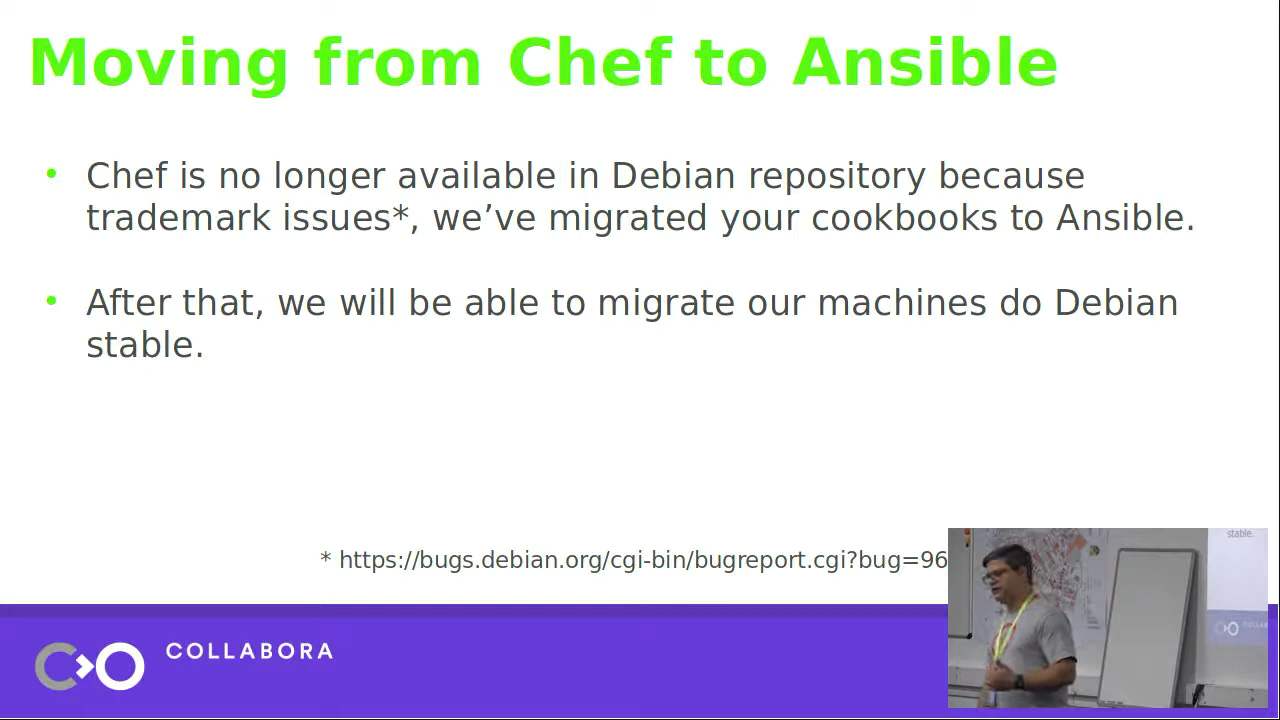 Moving from Chef to Ansible
• Chef is no longer available in Debian repository because
trademark issues*, we’ve migrated your cookbooks to Ansible.
• After that, we will be able to migrate our machines do Debian
stable.
* https://bugs.debian.org/cgi-bin/bugreport.cgi?bug=96
stable.
COLLABORA